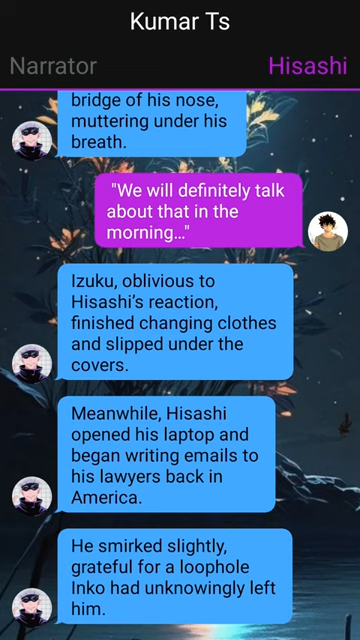 Kumar Ts
Narrator
Hisashi
bridge of his nose,
muttering under his
breath.
"We will definitely talk
about that in the
morning..."
Izuku, oblivious to
Hisashi's reaction,
finished changing clothes
and slipped under the
covers.
Meanwhile, Hisashi
opened his laptop and
began writing emails to
his lawyers back in
America.
He smirked slightly,
grateful for a loophole
Inko had unknowingly left
him.